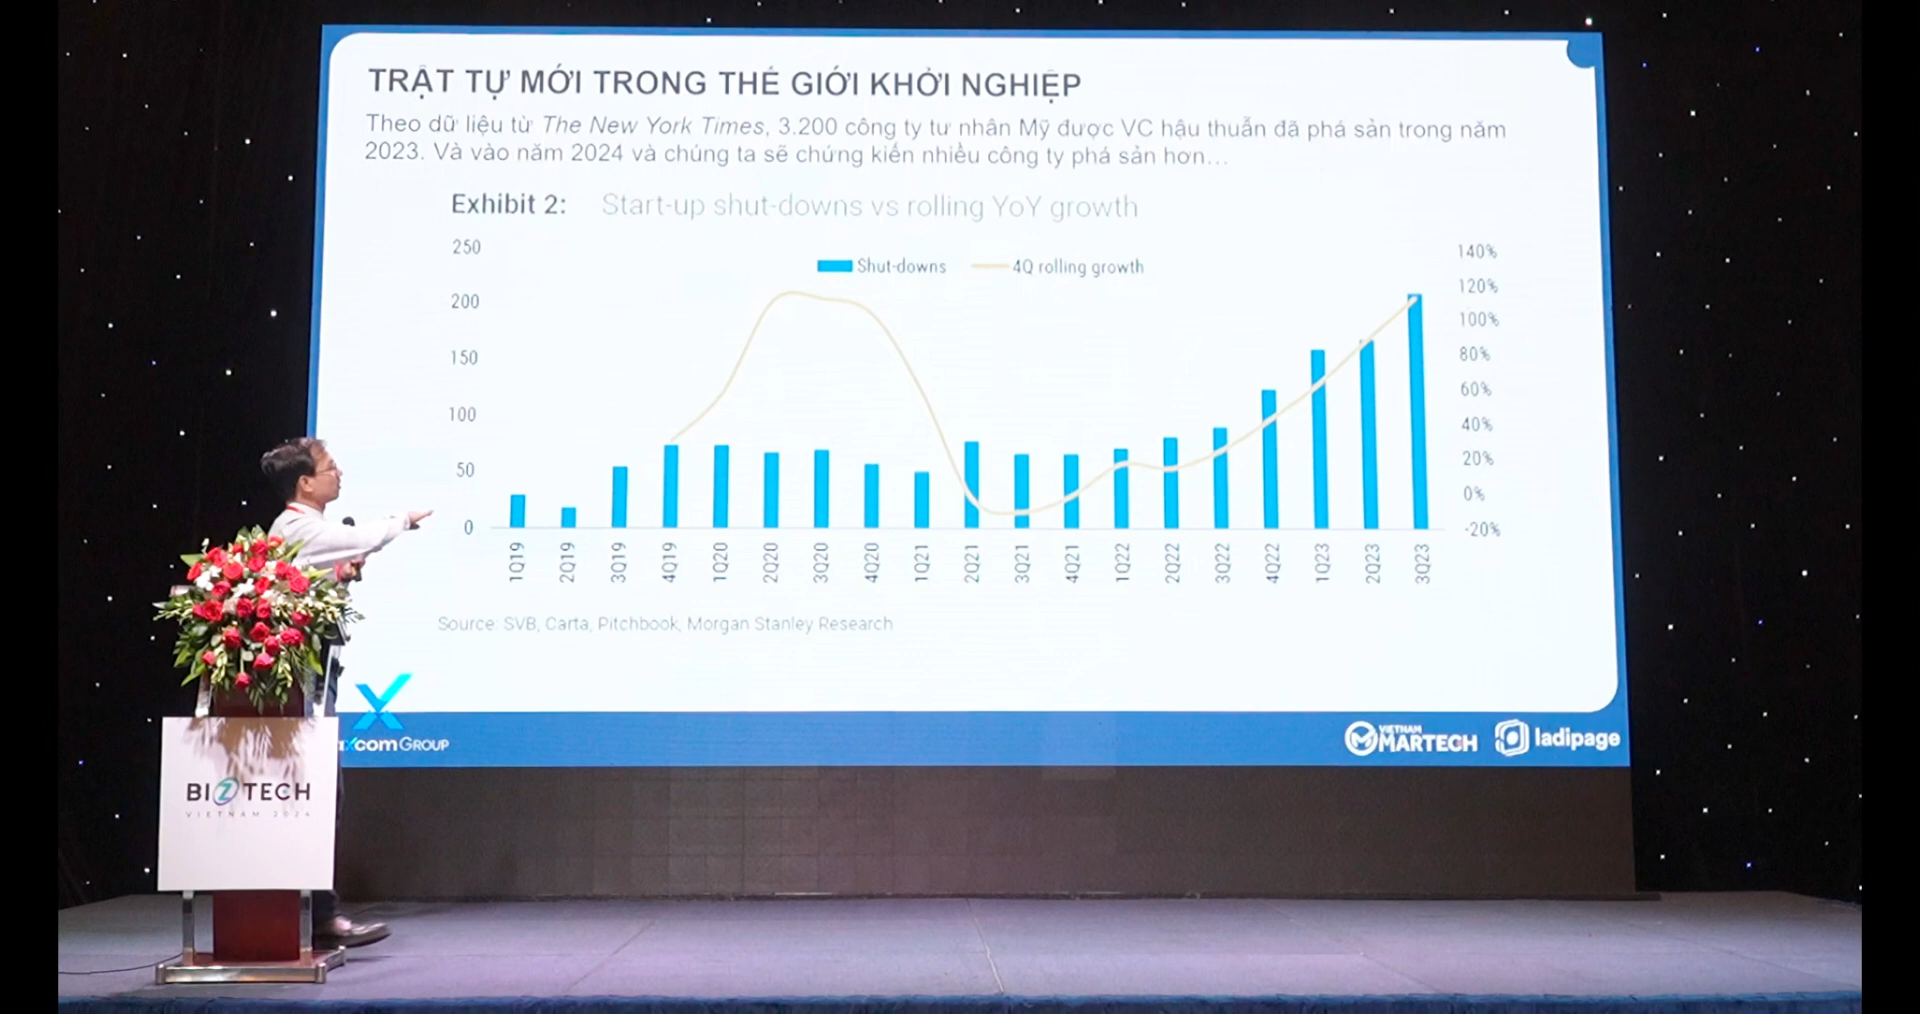 TRẬT TỰ MỚI TRONG THẾ GIỚI KHỞI NGHIỆP
Theo dữ liệu từ The New York Times, 3.200 công ty tư nhân Mỹ được VC hậu thuẫn đã phá sản trong năm
2023. Và vào năm 2024 và chúng ta sẽ chứng kiến nhiều công ty phá sản hơn...
Exhibit 2: Start-up shut-downs vs rolling YoY growth
Shut-downs 4Q rolling growth
250
200
150
100
50
0
140%
120%
100%
80%
60%
40%
20%
0%
-20%
1Q19 2Q19 3Q19 4Q19 1Q20 2Q20 3Q20 4Q20 1Q21 2Q21 3Q21 4Q21 1Q22 2Q22 3Q22 4Q22 1Q23 2Q23 3Q23
Source: SVB, Carta, Pitchbook, Morgan Stanley Research
com GROUP
VIETNAM
MARTECH
ladipage
BIZTECH
VIETNAM 2024